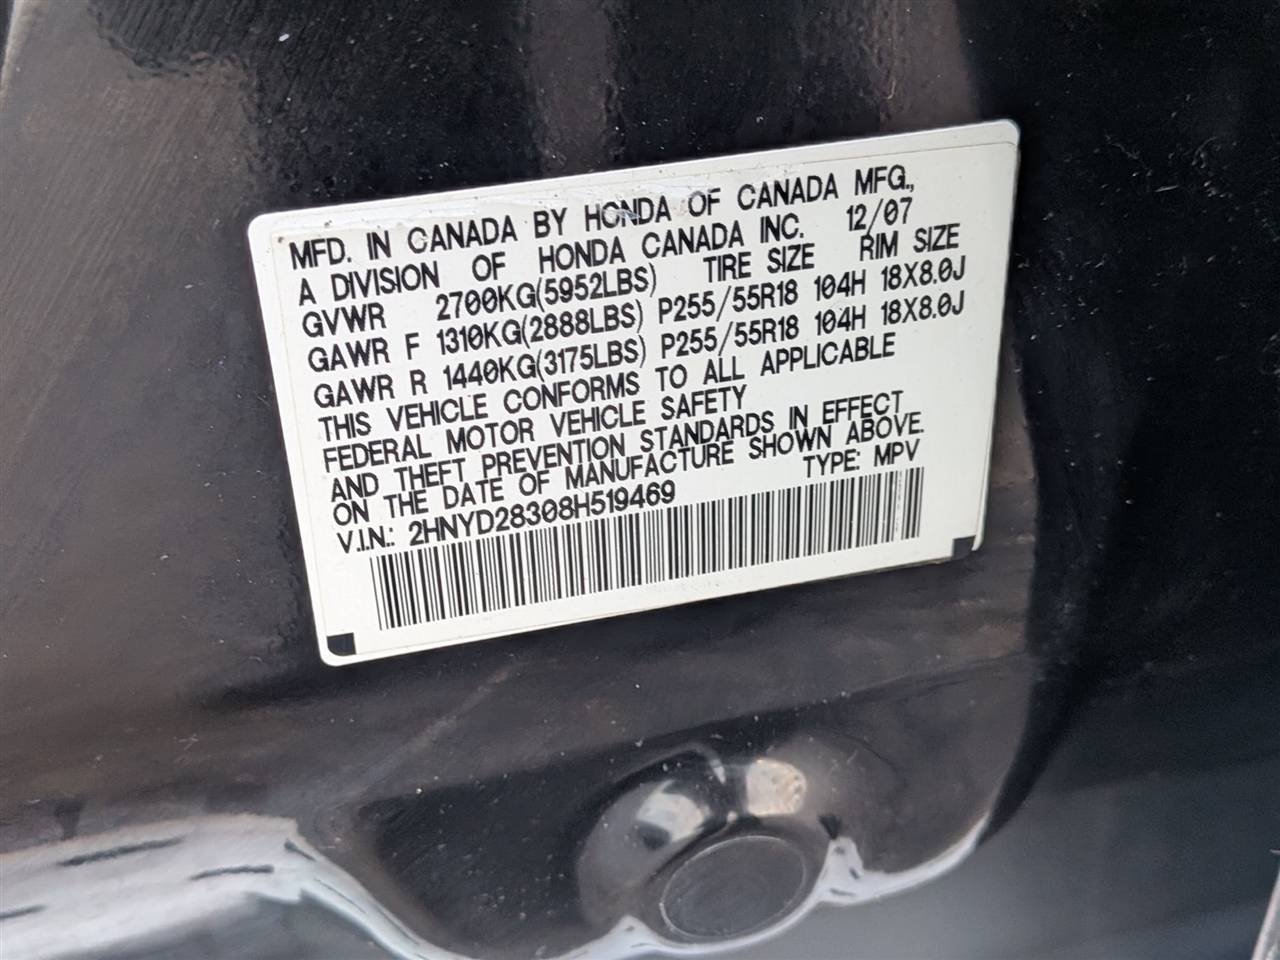 MFD. IN CANADA BY HONDA OF CANADA MFG.,
A DIVISION OF HONDA CANADA INC. 12/07
GVWR 2700KG(5952LBS) TIRE SIZE RIM SIZE
GAWR F 1310KG(2888LBS) P255/55R18 104H 18X8.0J
GAWR R 1440KG(3175LBS) P255/55R18 104H 18X8.0J
THIS VEHICLE CONFORMS TO ALL APPLICABLE
FEDERAL MOTOR VEHICLE SAFETY
AND THEFT PREVENTION STANDARDS IN EFFECT
ON THE DATE OF MANUFACTURE SHOWN ABOVE.
V.I.N.: 2HNYD28308H519469 TYPE: MPV